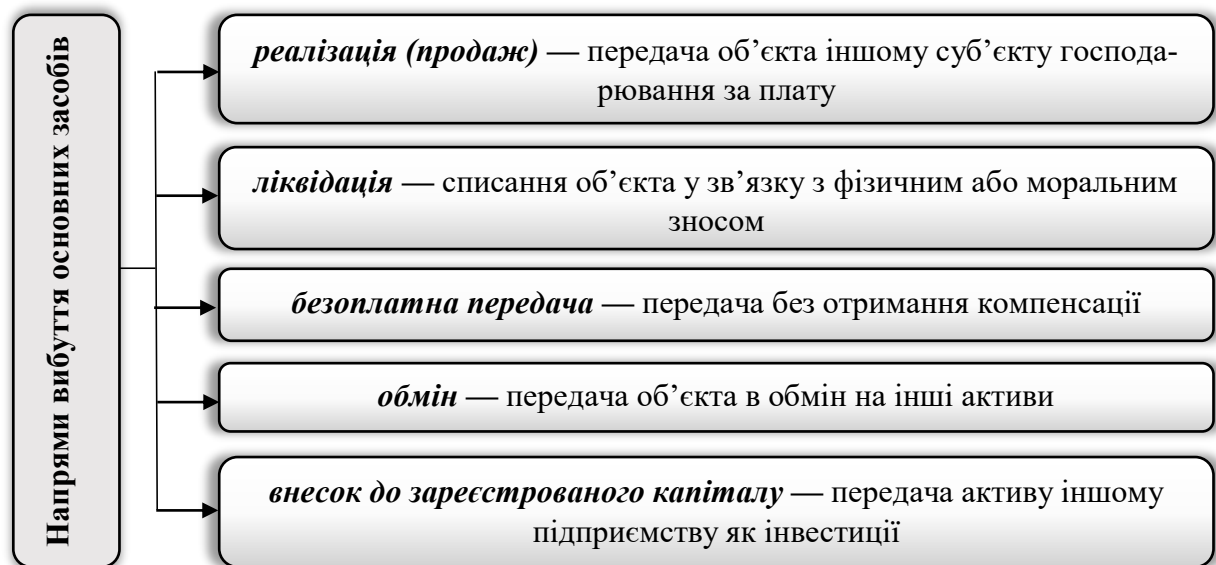 Напрями вибуття основних засобів
реалізація (продаж) — передача об’єкта іншому суб’єкту господа-
рювання за плату
ліквідація — списання об’єкта у зв’язку з фізичним або моральним
зносом
безоплатна передача — передача без отримання компенсації
обмін — передача об’єкта в обмін на інші активи
внесок до зареєстрованого капіталу — передача активу іншому
підприємству як інвестиції